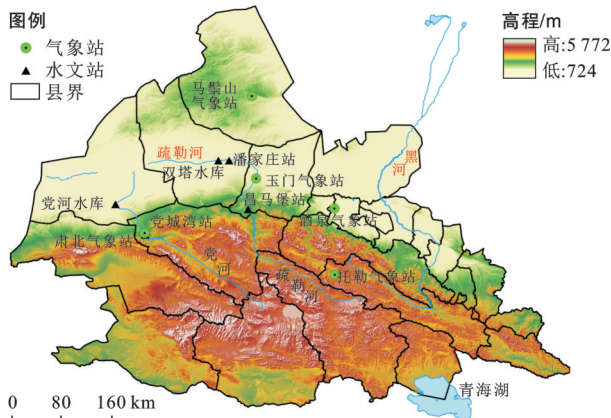 图例
气象站
水文站
县界
高程/m
高:5 772
低:724
马鬃山
气象站
疏勒河
潘家庄站
双塔水库
玉门气象站
黑河
党河水库
昌马堡站
党城湾站
酒泉气象站
肃北气象站
党河
疏勒河
托勒气象站
青海湖
0 80 160 km